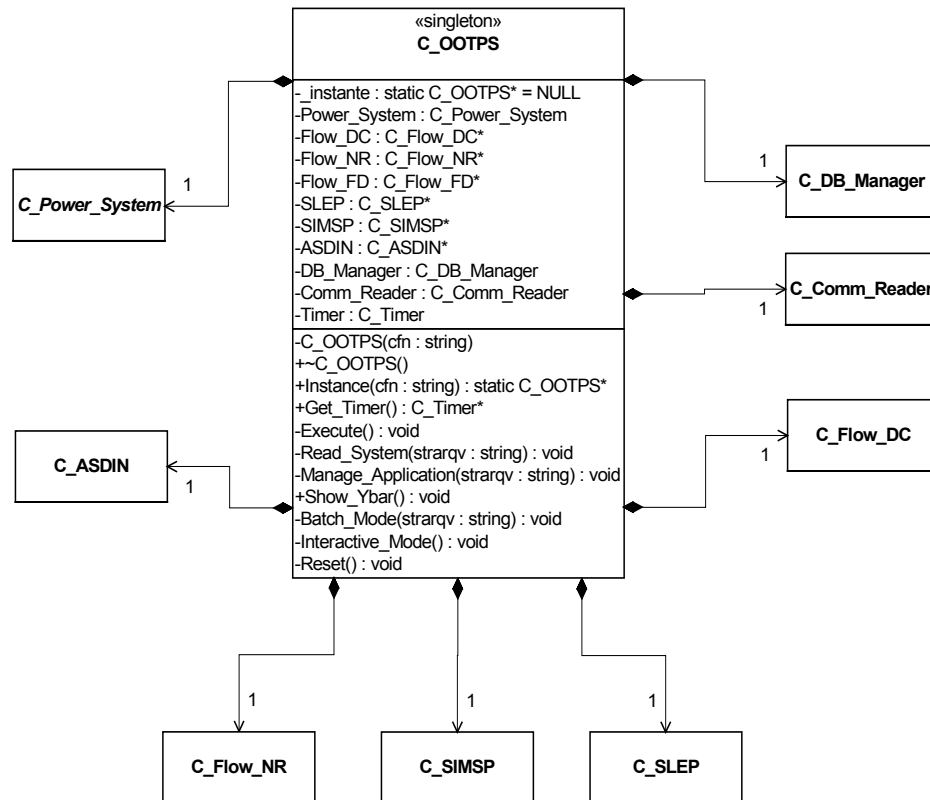 «singleton»
C_OOTPS
-_instante : static C_OOTPS* = NULL
-Power_System : C_Power_System
-Flow_DC : C_Flow_DC*
-Flow_NR : C_Flow_NR*
-Flow_FD : C_Flow_FD*
-SLEP : C_SLEP*
-SIMSP : C_SIMSP*
-ASDIN : C_ASDIN*
-DB_Manager : C_DB_Manager
-Comm_Reader : C_Comm_Reader
-Timer : C_Timer
-C_OOTPS(cfn : string)
+~C_OOTPS()
+Instance(cfn : string) : static C_OOTPS*
+Get_Timer() : C_Timer*
-Execute() : void
-Read_System(strarqv : string) : void
-Manage_Application(strarqv : string) : void
+Show_Ybar() : void
-Batch_Mode(strarqv : string) : void
-Interactive_Mode() : void
-Reset() : void
1
C_Power_System
1
C_DB_Manager
C_Comm_Reader
1
C_Flow_DC
1
C_ASDIN
1
1
C_Flow_NR
1
C_SIMSP
1
C_SLEP